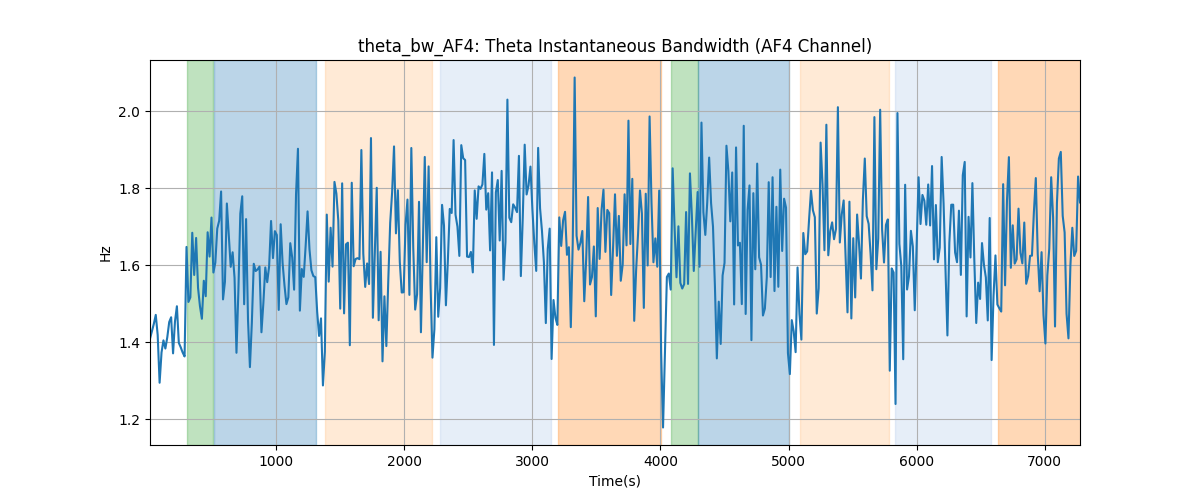 theta_bw_AF4: Theta Instantaneous Bandwidth (AF4 Channel)
2.0
1.8
1.6
1.4
1.2
Hz
1000 2000 3000 4000 5000 6000 7000
Time(s)